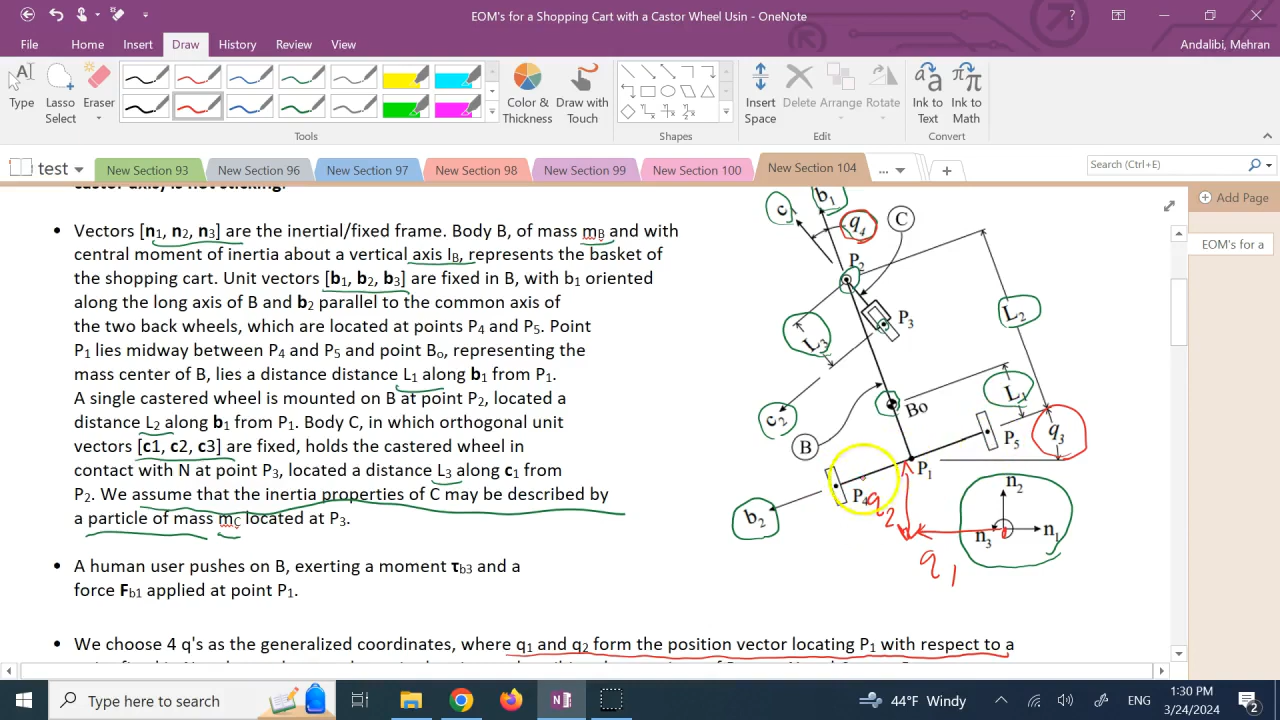 EOM's for a Shopping Cart with a Castor Wheel Usin - OneNote
File Home Insert Draw History Review View
Andalibi, Mehran
Type
Lasso Select
Eraser
Color & Thickness
Draw with Touch
Insert Space
Delete
Arrange
Rotate
Ink to Text
Ink to Math
Tools
Shapes
Edit
Convert
test
New Section 93
New Section 96
New Section 97
New Section 98
New Section 99
New Section 100
New Section 104
...
Search (Ctrl+E)
Add Page
EOM's for a
castor axis) is not sticking.
• Vectors [n1, n2, n3] are the inertial/fixed frame. Body B, of mass mB and with
central moment of inertia about a vertical axis IB, represents the basket of
the shopping cart. Unit vectors [b1, b2, b3] are fixed in B, with b1 oriented
along the long axis of B and b2 parallel to the common axis of
the two back wheels, which are located at points P4 and P5. Point
P1 lies midway between P4 and P5 and point Bo, representing the
mass center of B, lies a distance distance L1 along b1 from P1.
A single castered wheel is mounted on B at point P2, located a
distance L2 along b1 from P1. Body C, in which orthogonal unit
vectors [c1, c2, c3] are fixed, holds the castered wheel in
contact with N at point P3, located a distance L3 along c1 from
P2. We assume that the inertia properties of C may be described by
a particle of mass mC located at P3.
• A human user pushes on B, exerting a moment τb3 and a
force Fb1 applied at point P1.
• We choose 4 q's as the generalized coordinates, where q1 and q2 form the position vector locating P1 with respect to a
c1
b1
q4
C
P2
P3
L2
L3
L1
c2
Bo
B
P5
q3
P1
P4
b2
q2
n2
n3
n1
q1
Type here to search
44°F Windy
ENG
1:30 PM
3/24/2024
2